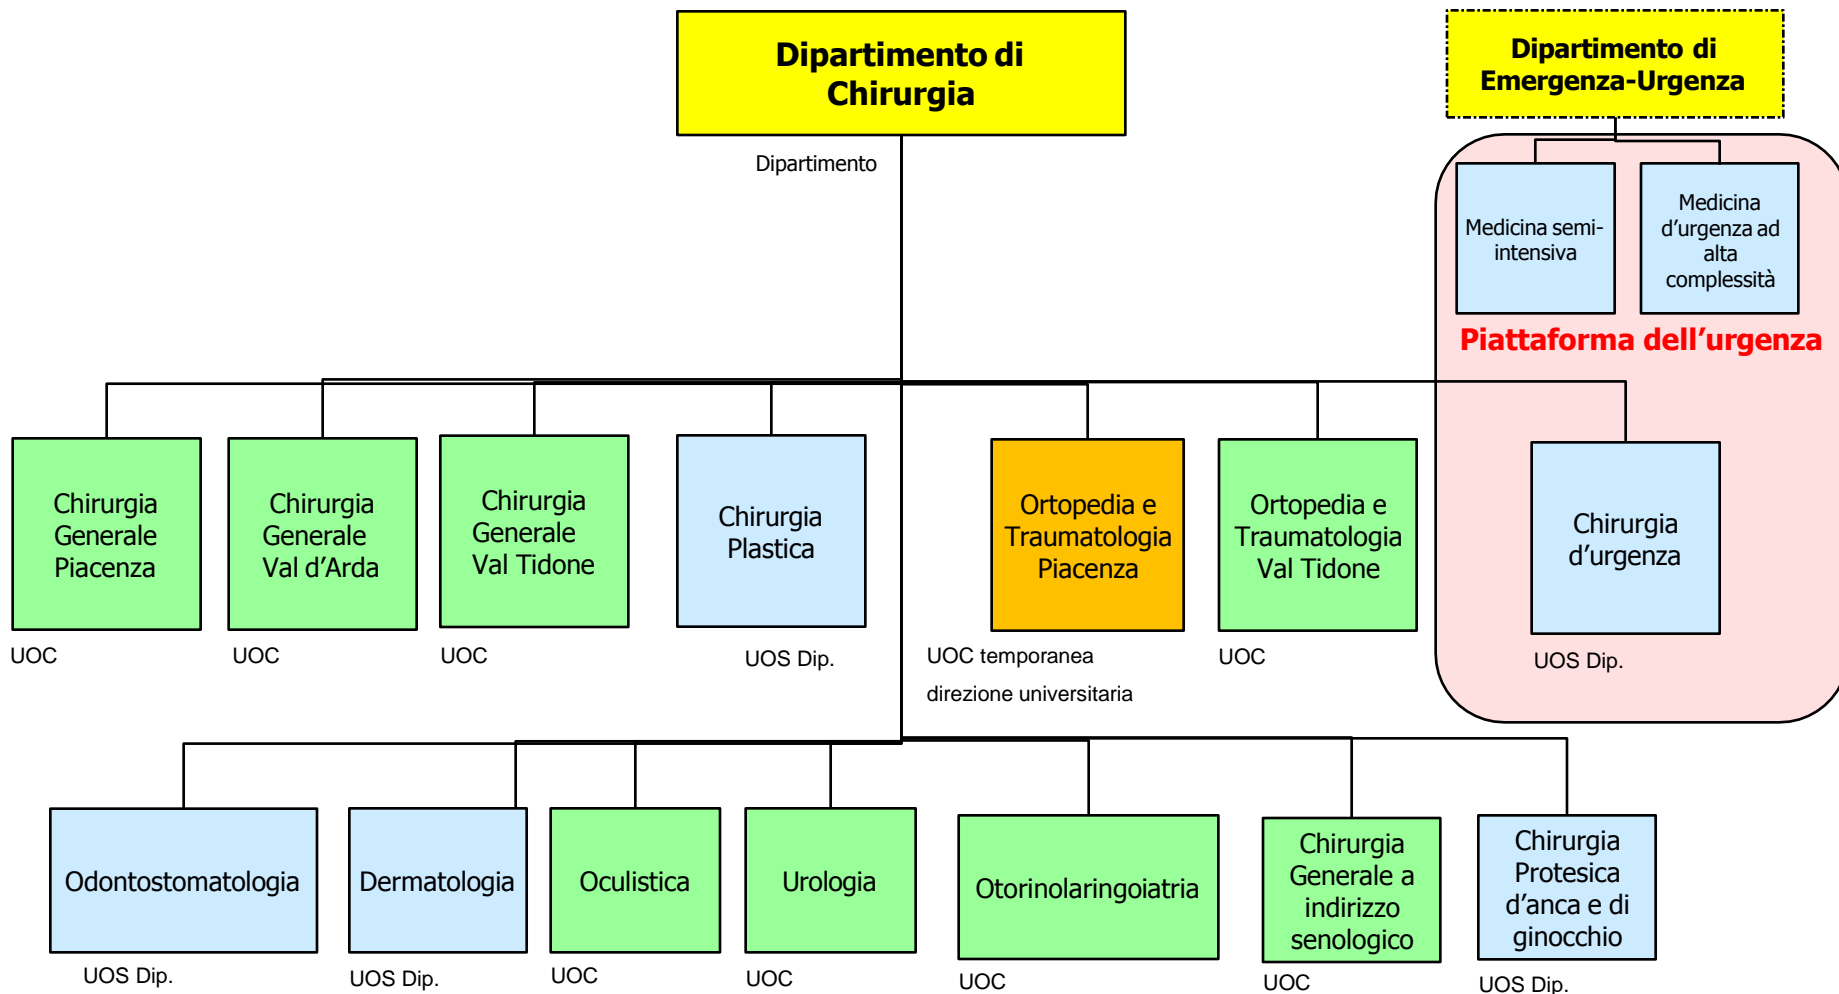 Dipartimento di
Chirurgia
Dipartimento di
Emergenza-Urgenza
Dipartimento
Medicina semi-
intensiva
Medicina
d’urgenza ad
alta
complessità
Piattaforma dell’urgenza
Chirurgia
Generale
Piacenza
Chirurgia
Generale
Val d’Arda
Chirurgia
Generale
Val Tidone
Chirurgia
Plastica
Ortopedia e
Traumatologia
Piacenza
Ortopedia e
Traumatologia
Val Tidone
Chirurgia
d’urgenza
UOC
UOC
UOC
UOS Dip.
UOC temporanea
direzione universitaria
UOC
UOS Dip.
Odontostomatologia
Dermatologia
Oculistica
Urologia
Otorinolaringoiatria
Chirurgia
Generale a
indirizzo
senologico
Chirurgia
Protesica
d’anca e di
ginocchio
UOS Dip.
UOS Dip.
UOC
UOC
UOC
UOC
UOS Dip.